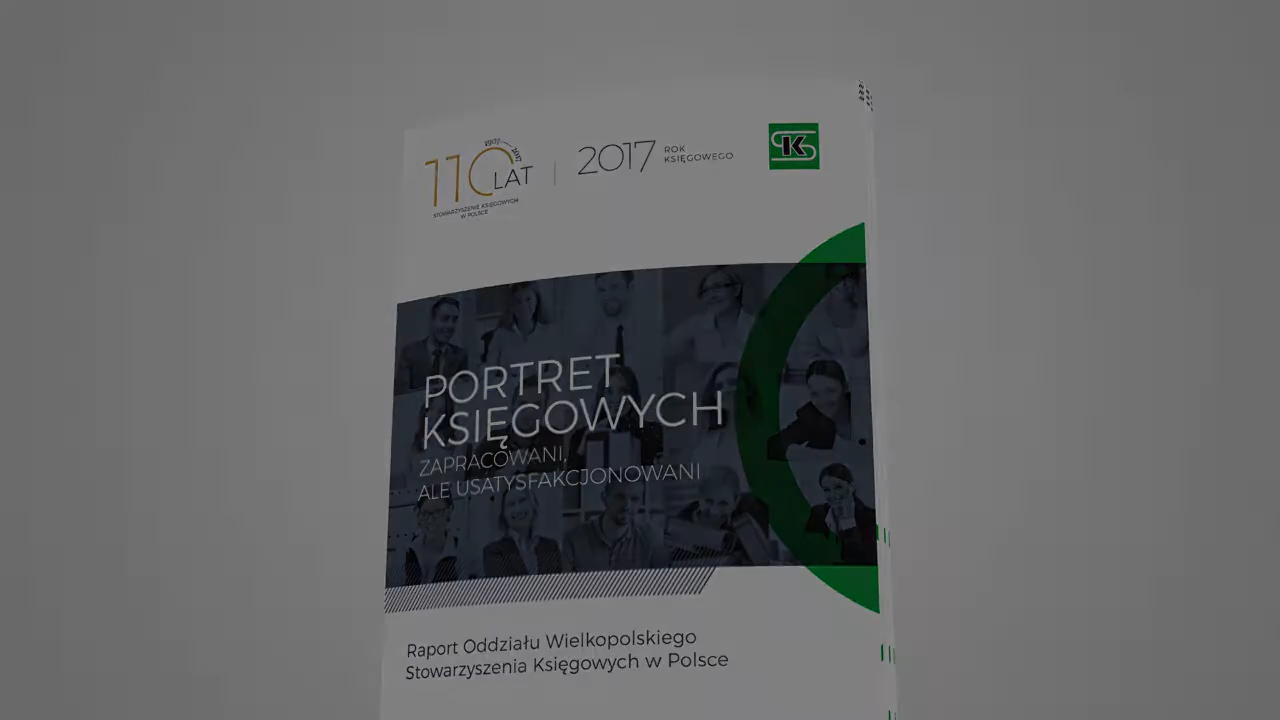 1907 2017
110 LAT
STOWARZYSZENIE KSIĘGOWYCH
W POLSCE
2017 ROK
KSIĘGOWEGO
SKS
PORTRET
KSIĘGOWYCH
ZAPRACOWANI,
ALE USATYSFAKCJONOWANI
Raport Oddziału Wielkopolskiego
Stowarzyszenia Księgowych w Polsce